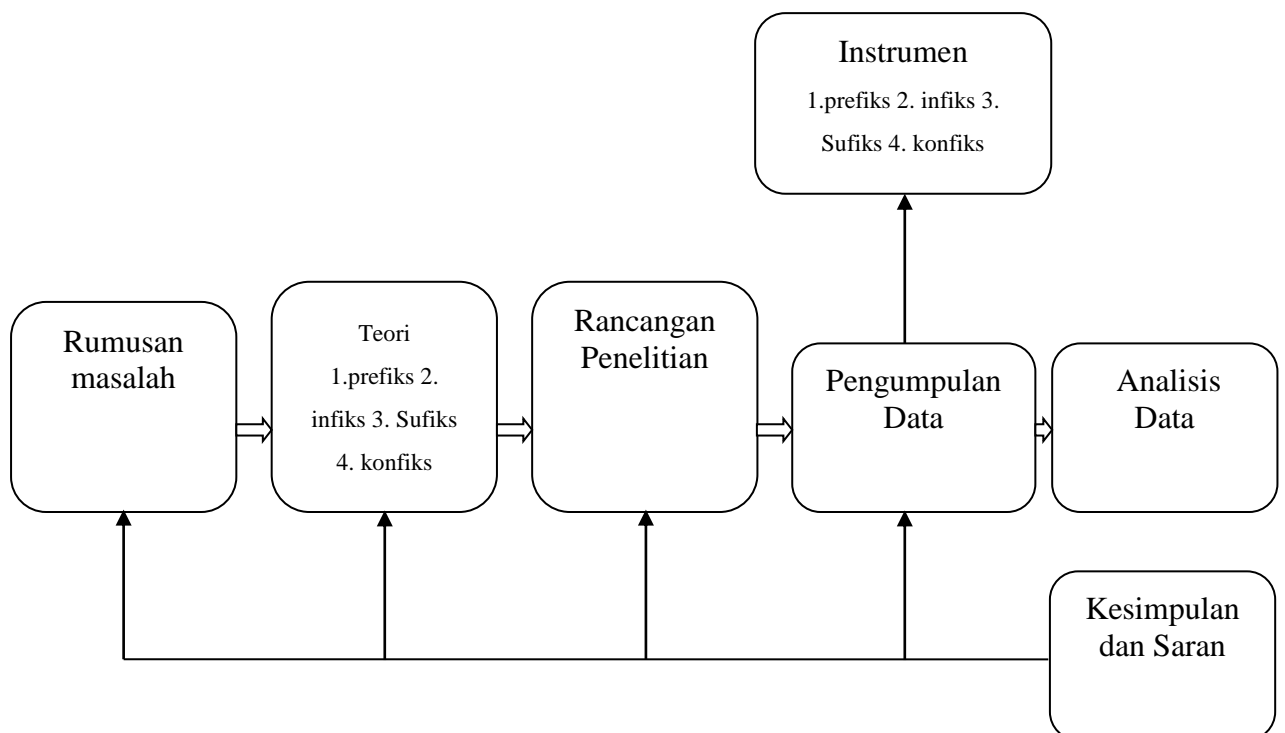 Instrumen
1.prefiks 2. infiks 3.
Sufiks 4. konfiks
Rumusan
masalah
Teori
1.prefiks 2.
infiks 3. Sufiks
4. konfiks
Rancangan
Penelitian
Pengumpulan
Data
Analisis
Data
Kesimpulan
dan Saran